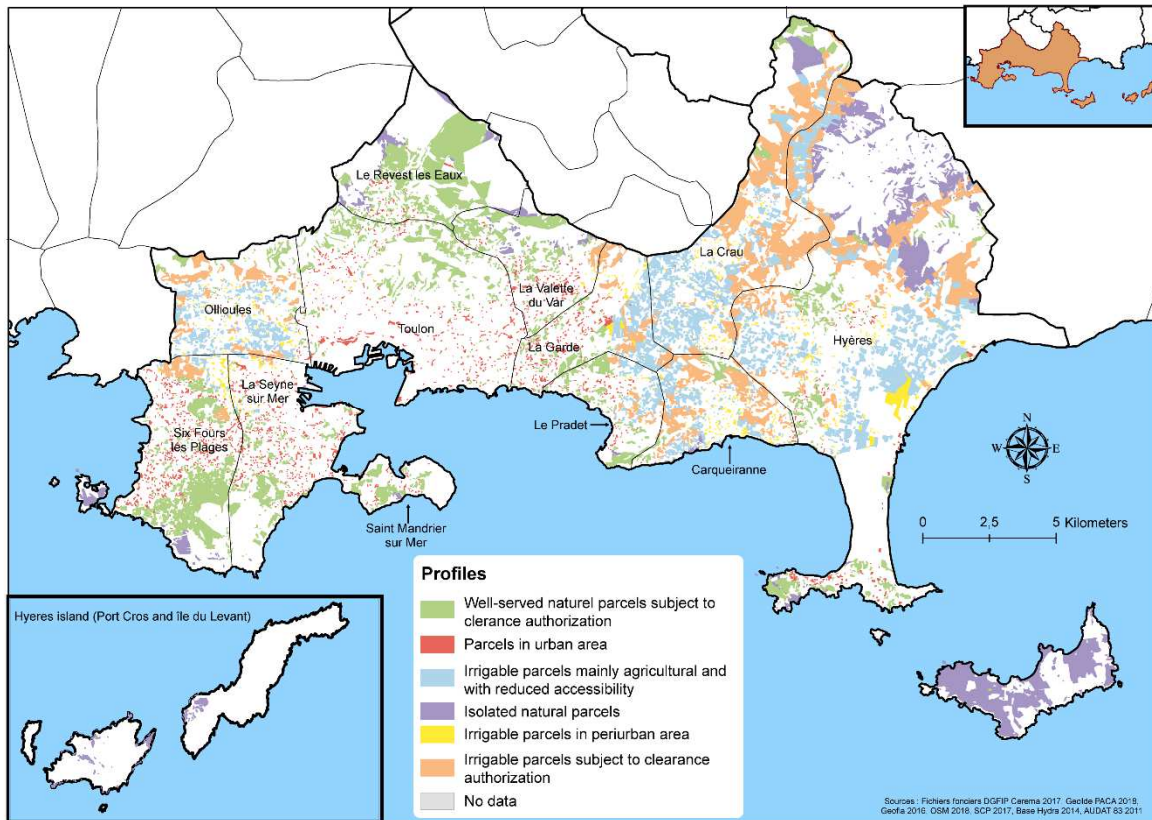 Le Revest les Eaux
La Crau
La Valette
du Var
Ollioules
Toulon
Hyères
La Garde
La Seyne
sur Mer
Le Pradet
Six Fours
les Plages
Carqueiranne
Saint Mandrier
sur Mer
N
W
E
S
0
2,5
5
Kilometers
Profiles
Well-served naturel parcels subject to
clerance authorization
Parcels in urban area
Irrigable parcels mainly agricultural and
with reduced accessibility
Isolated natural parcels
Irrigable parcels in periurban area
Irrigable parcels subject to clearance
authorization
No data
Hyeres island (Port Cros and île du Levant)
Sources : Fichiers fonciers DGFIP Cerema 2017, GeoIde PACA 2019,
Geofla 2016, OSM 2018, SCP 2017, Base Hydra 2014, AUDAT 83 2011